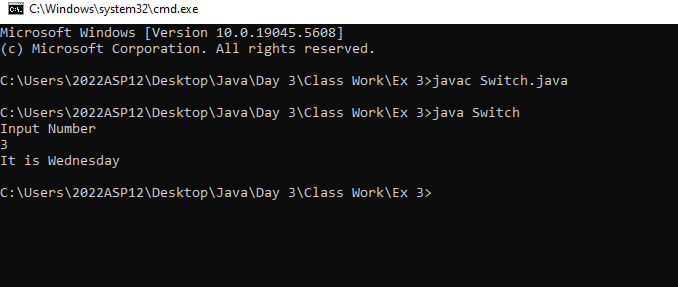 C:\Windows\system32\cmd.exe
Microsoft Windows [Version 10.0.19045.5608]
(c) Microsoft Corporation. All rights reserved.
C:\Users\2022ASP12\Desktop\Java\Day 3\Class Work\Ex 3>javac Switch.java
C:\Users\2022ASP12\Desktop\Java\Day 3\Class Work\Ex 3>java Switch
Input Number
3
It is Wednesday
C:\Users\2022ASP12\Desktop\Java\Day 3\Class Work\Ex 3>